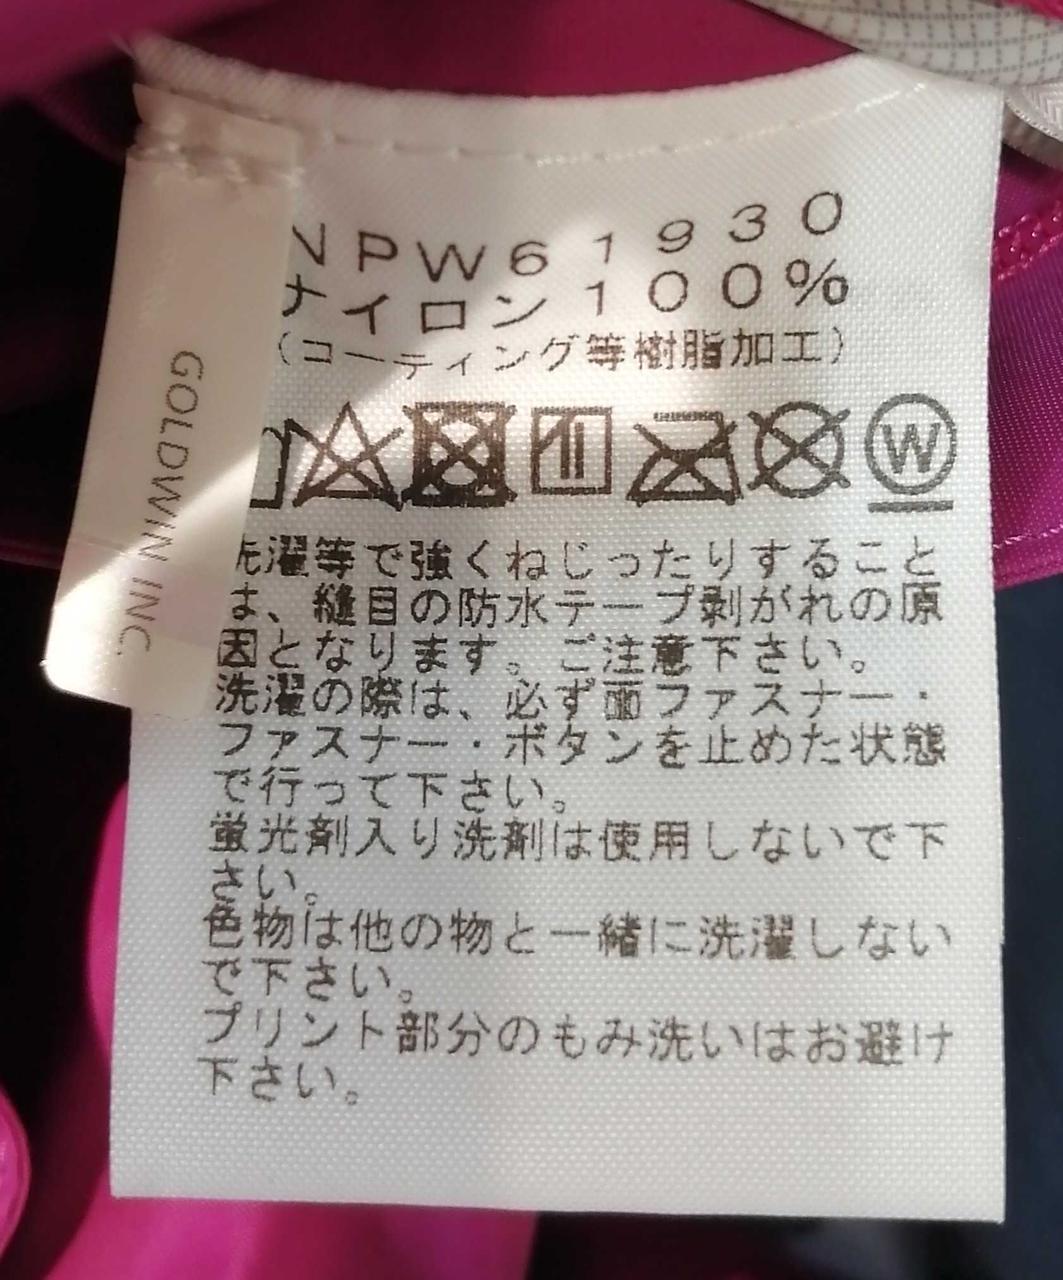 NPW61930
ナイロン100%
(コーティング等樹脂加工)
W
洗濯等で強くねじったりすること
は、縫目の防水テープ剥がれの原
因となります。ご注意下さい。
洗濯の際は、必ず面ファスナー・
ファスナー・ボタンを止めた状態
で行って下さい。
蛍光剤入り洗剤は使用しないで下
さい。
色物は他の物と一緒に洗濯しない
で下さい。
プリント部分のもみ洗いはお避け
下さい。
GOLDWIN INC.